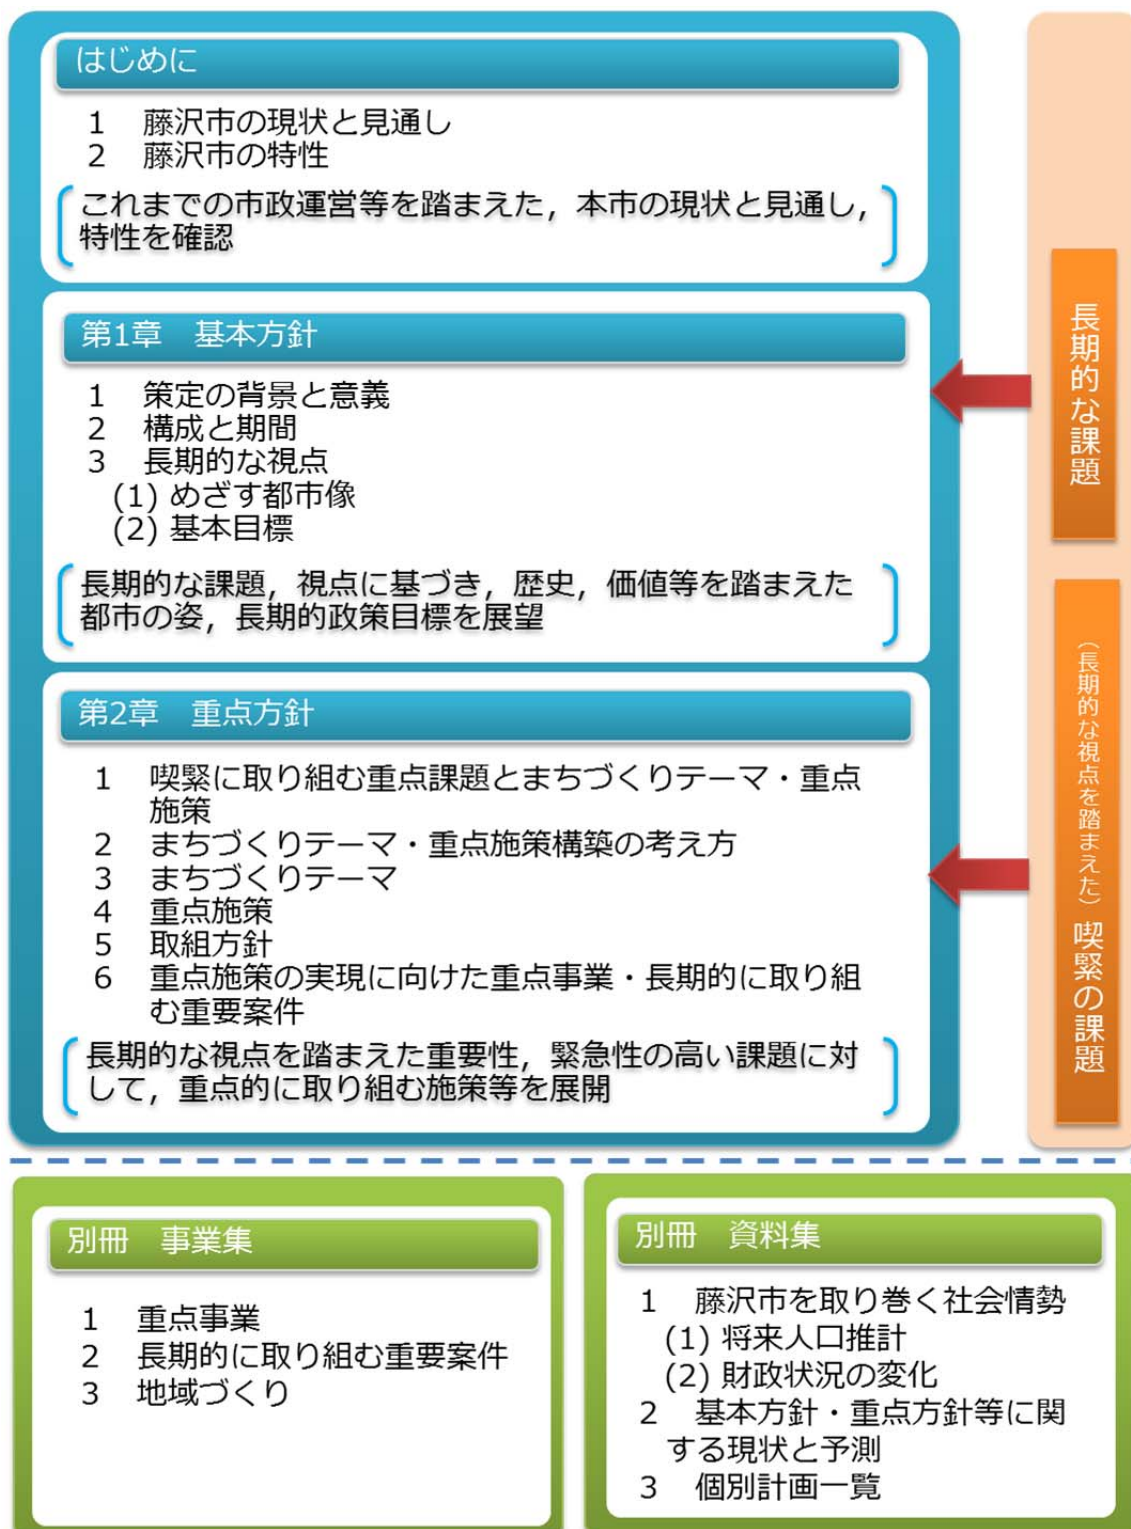 はじめに
1 藤沢市の現状と見通し
2 藤沢市の特性
これまでの市政運営等を踏まえた，本市の現状と見通し，
特性を確認
第1章 基本方針
1 策定の背景と意義
2 構成と期間
3 長期的な視点
(1) めざす都市像
(2) 基本目標
長期的な課題，視点に基づき，歴史，価値等を踏まえた
都市の姿，長期的政策目標を展望
第2章 重点方針
1 喫緊に取り組む重点課題とまちづくりテーマ・重点
施策
2 まちづくりテーマ・重点施策構築の考え方
3 まちづくりテーマ
4 重点施策
5 取組方針
6 重点施策の実現に向けた重点事業・長期的に取り組
む重要案件
長期的な視点を踏まえた重要性，緊急性の高い課題に対
して，重点的に取り組む施策等を展開
長期的な課題
（長期的な視点を踏まえた）喫緊の課題
別冊 事業集
1 重点事業
2 長期的に取り組む重要案件
3 地域づくり
別冊 資料集
1 藤沢市を取り巻く社会情勢
(1) 将来人口推計
(2) 財政状況の変化
2 基本方針・重点方針等に関
する現状と予測
3 個別計画一覧